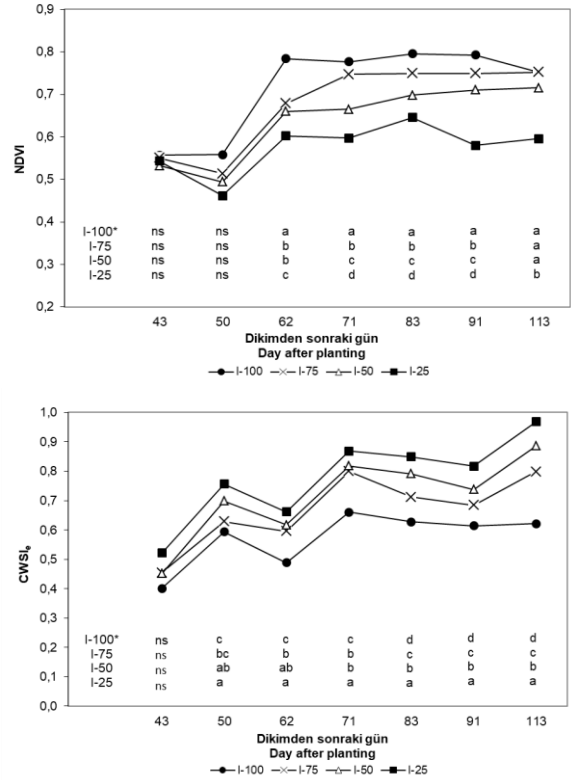 0,9
0,8
0,7
0,6
0,5
0,4
0,3
0,2
NDVI
I-100* ns ns a a a a a
I-75 ns ns b b b b a
I-50 ns ns b c c c a
I-25 ns ns c d d d b
43 50 62 71 83 91 113
Dikimden sonraki gün
Day after planting
I-100 I-75 I-50 I-25
1,0
0,9
0,8
0,7
0,6
0,5
0,4
0,3
0,2
0,1
0,0
CWSIe
I-100* ns c c c d d d
I-75 ns bc b b c c c
I-50 ns ab ab b b b b
I-25 ns a a a a a a
43 50 62 71 83 91 113
Dikimden sonraki gün
Day after planting
I-100 I-75 I-50 I-25